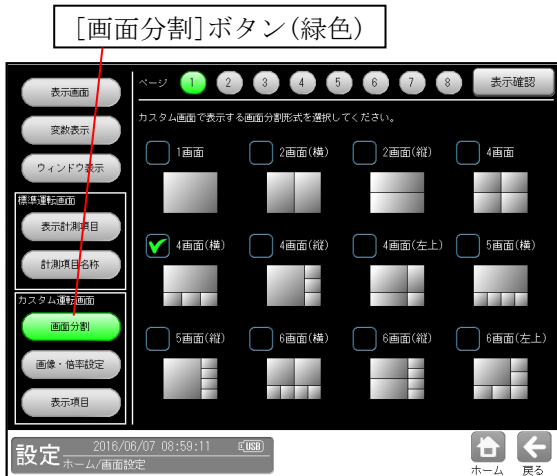 [画面分割]ボタン(緑色)
ページ 1 2 3 4 5 6 7 8 表示確認
カスタム画面で表示する画面分割形式を選択してください。
表示画面
変数表示
ウィンドウ表示
標準運転画面
表示計測項目
計測項目名称
カスタム運転画面
画面分割
画像・倍率設定
表示項目
1画面 2画面(横) 2画面(縦) 4画面
4画面(横) 4画面(縦) 4画面(左上) 5画面(横)
5画面(縦) 6画面(横) 6画面(縦) 6画面(左上)
設定 2016/06/07 08:59:11 USB
ホーム/画面設定
ホーム 戻る